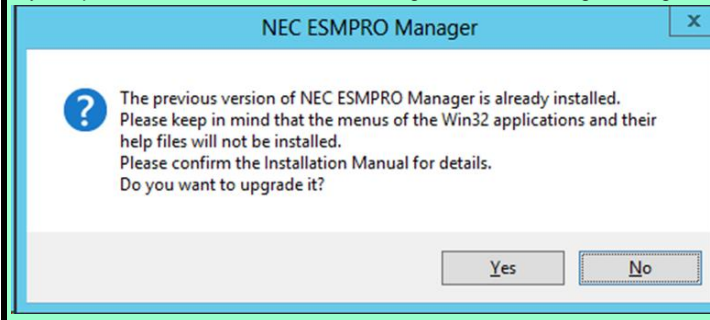 NEC ESMPRO Manager
x
The previous version of NEC ESMPRO Manager is already installed.
Please keep in mind that the menus of the Win32 applications and their
help files will not be installed.
Please confirm the Installation Manual for details.
Do you want to upgrade it?
Yes
No